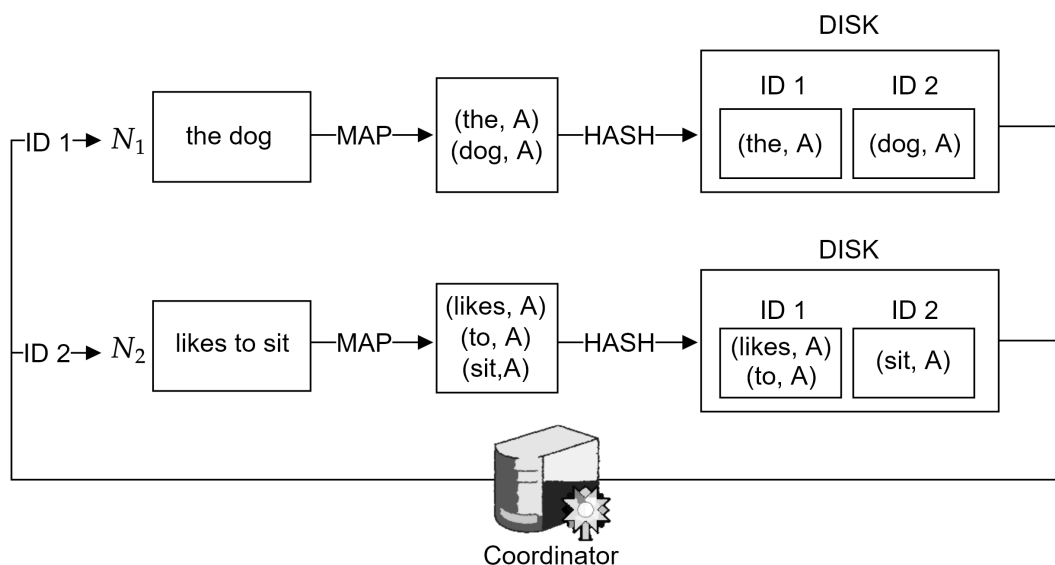 DISK
ID 1 ID 2
ID 1 N₁ the dog MAP (the, A) HASH (the, A) (dog, A)
(dog, A)
DISK
ID 1 ID 2
ID 2 N₂ likes to sit MAP (likes, A) HASH (likes, A) (sit, A)
(to, A) (to, A)
(sit,A)
Coordinator